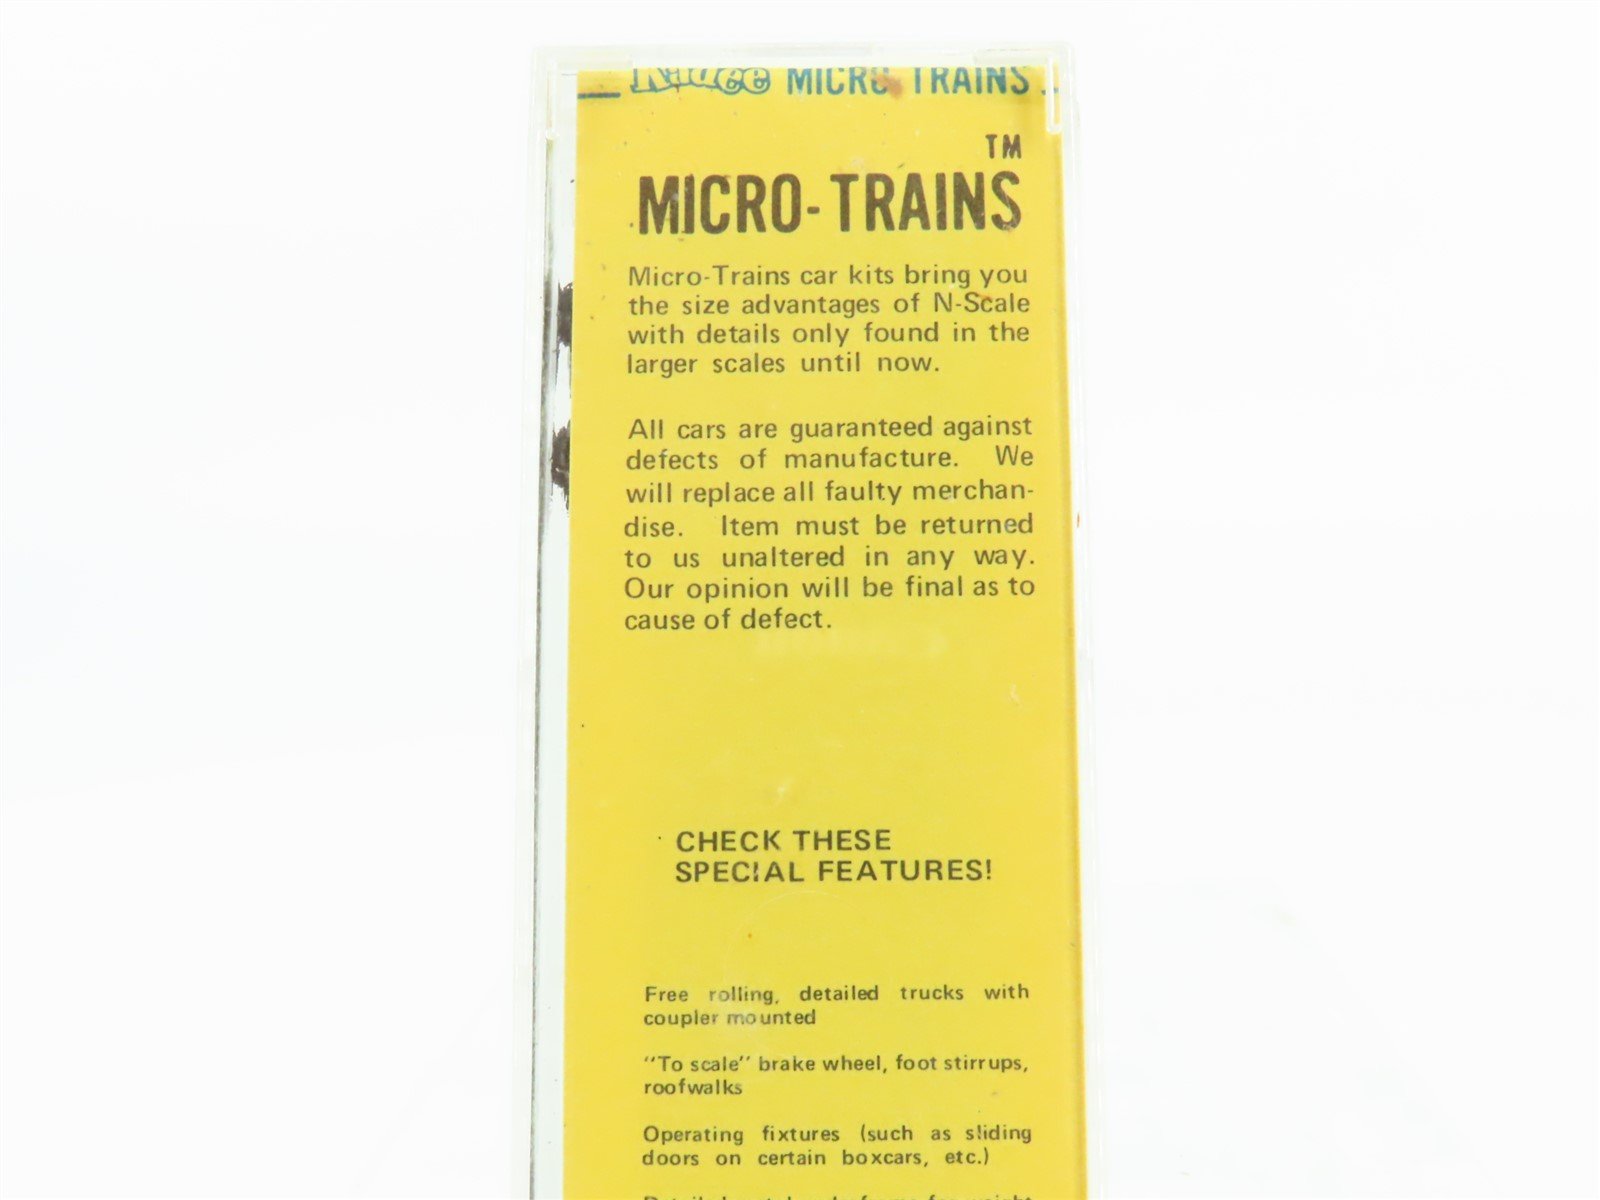 Kadee MICRO-TRAINS
TM
MICRO-TRAINS
Micro-Trains car kits bring you
the size advantages of N-Scale
with details only found in the
larger scales until now.
All cars are guaranteed against
defects of manufacture. We
will replace all faulty merchan-
dise. Item must be returned
to us unaltered in any way.
Our opinion will be final as to
cause of defect.
CHECK THESE
SPECIAL FEATURES!
Free rolling, detailed trucks with
coupler mounted
"To scale" brake wheel, foot stirrups,
roofwalks
Operating fixtures (such as sliding
doors on certain boxcars, etc.)